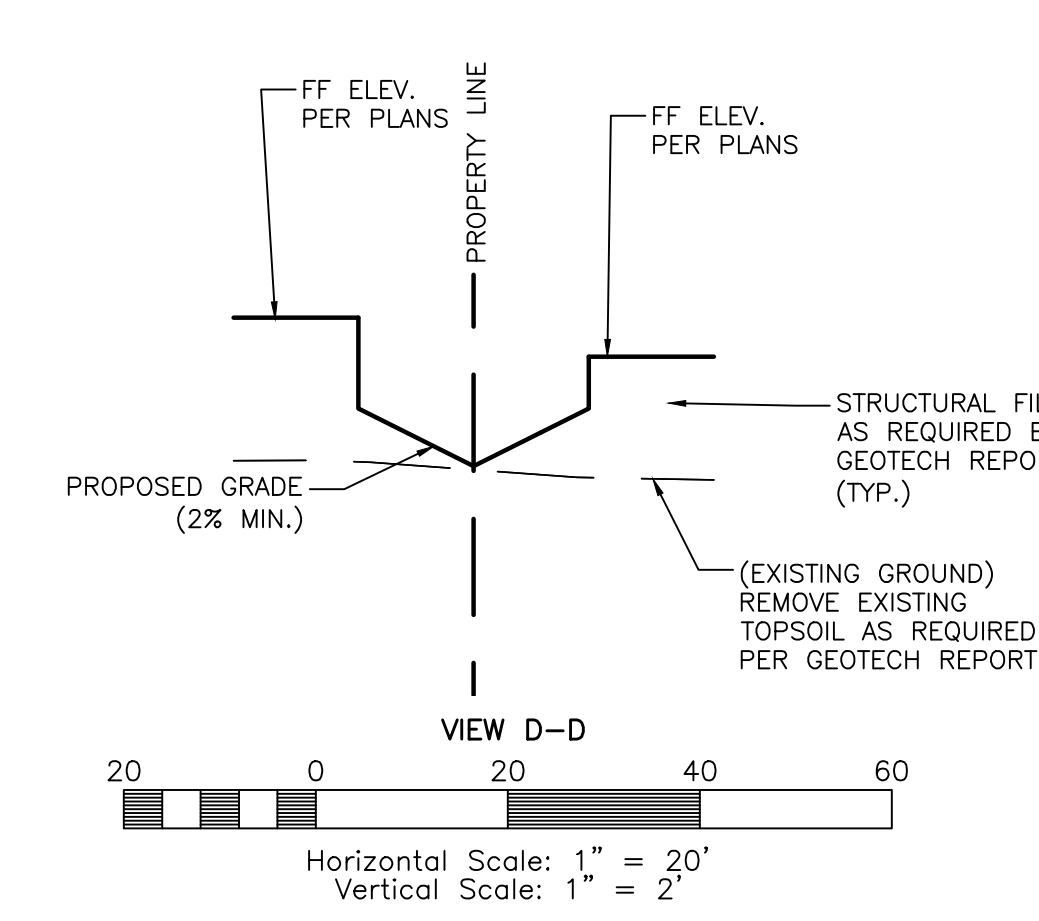 FF ELEV.
PER PLANS
PROPERTY LINE
FF ELEV.
PER PLANS
STRUCTURAL
AS REQUIRED
GEOTECH
(TYP.)
PROPOSED GRADE
(2% MIN.)
(EXISTING GROUND)
REMOVE EXISTING
TOPSOIL AS REQUIRED
PER GEOTECH REPORT
VIEW D–D
20 0 20 40 60
Horizontal Scale: 1" = 20'
Vertical Scale: 1" = 2'